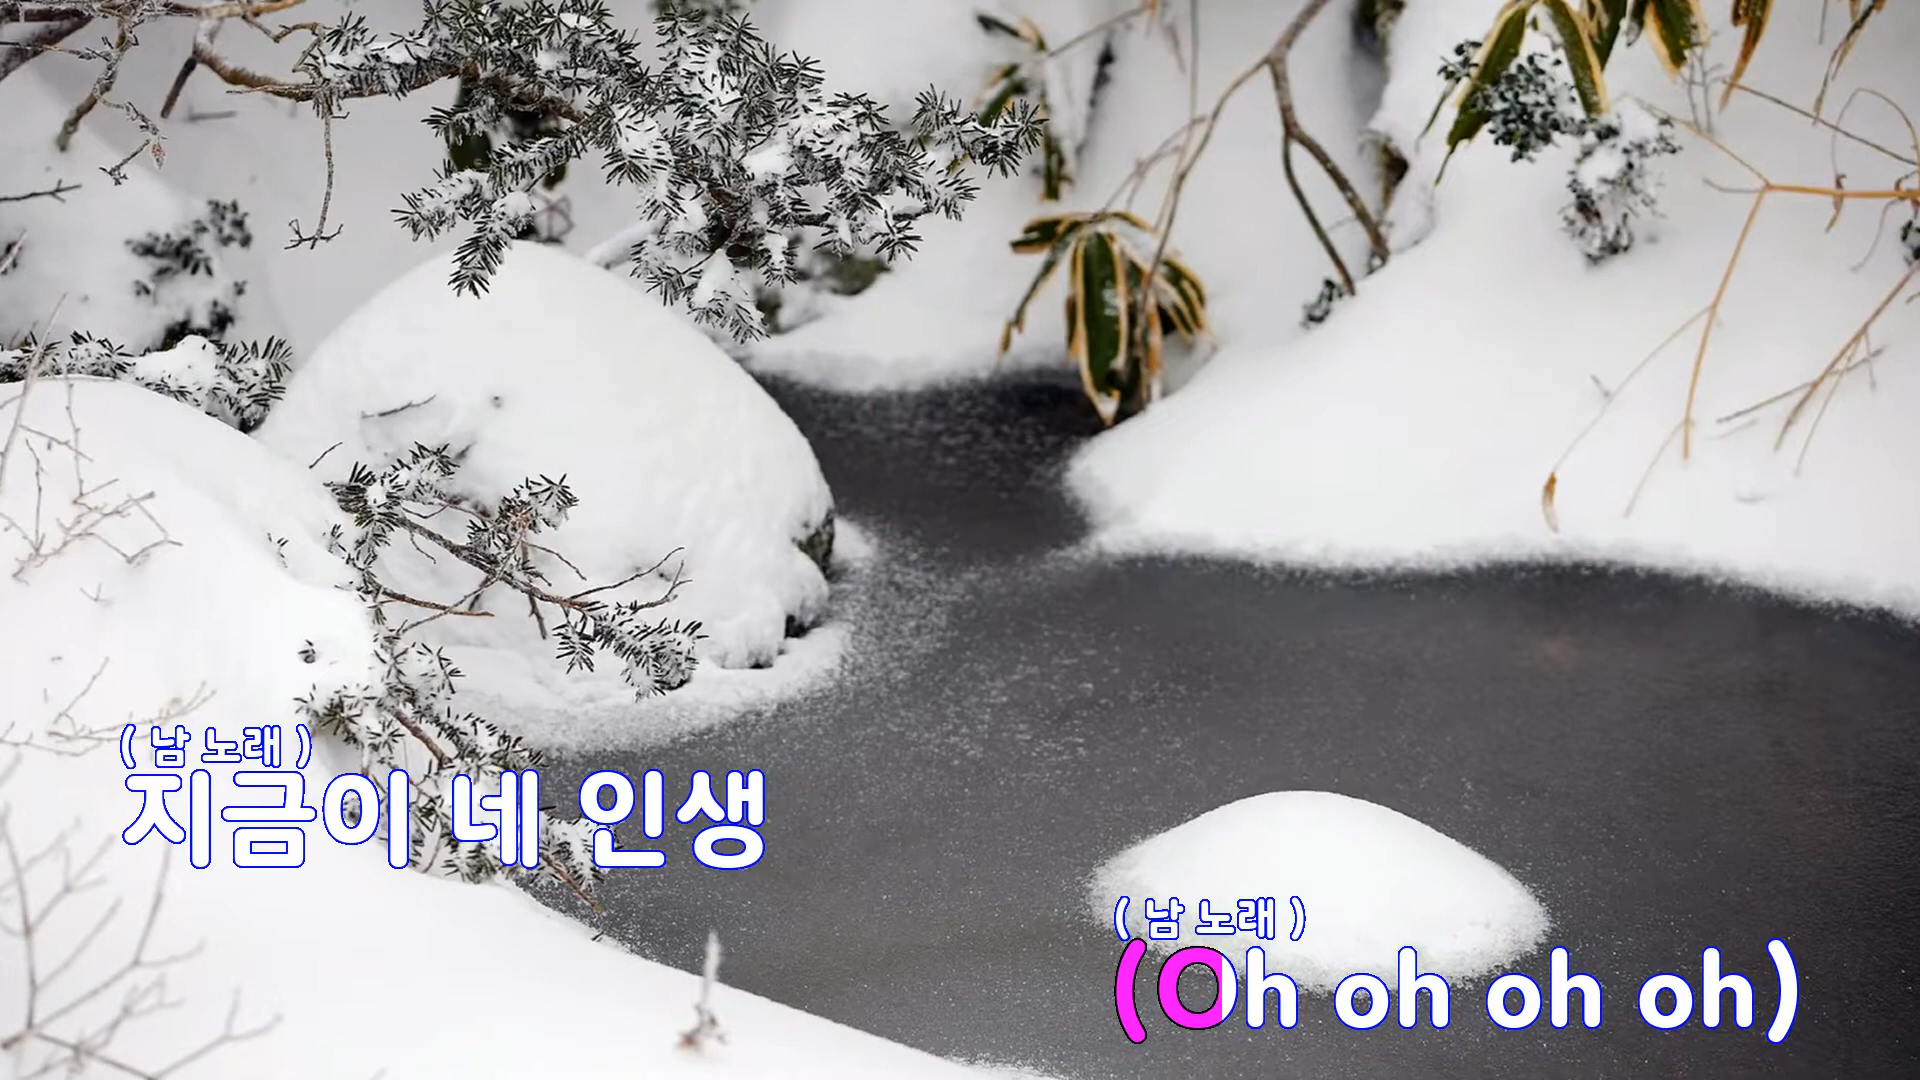 ( 남 노래 )
지금이 네 인생
( 남 노래 )
(Oh oh oh oh)